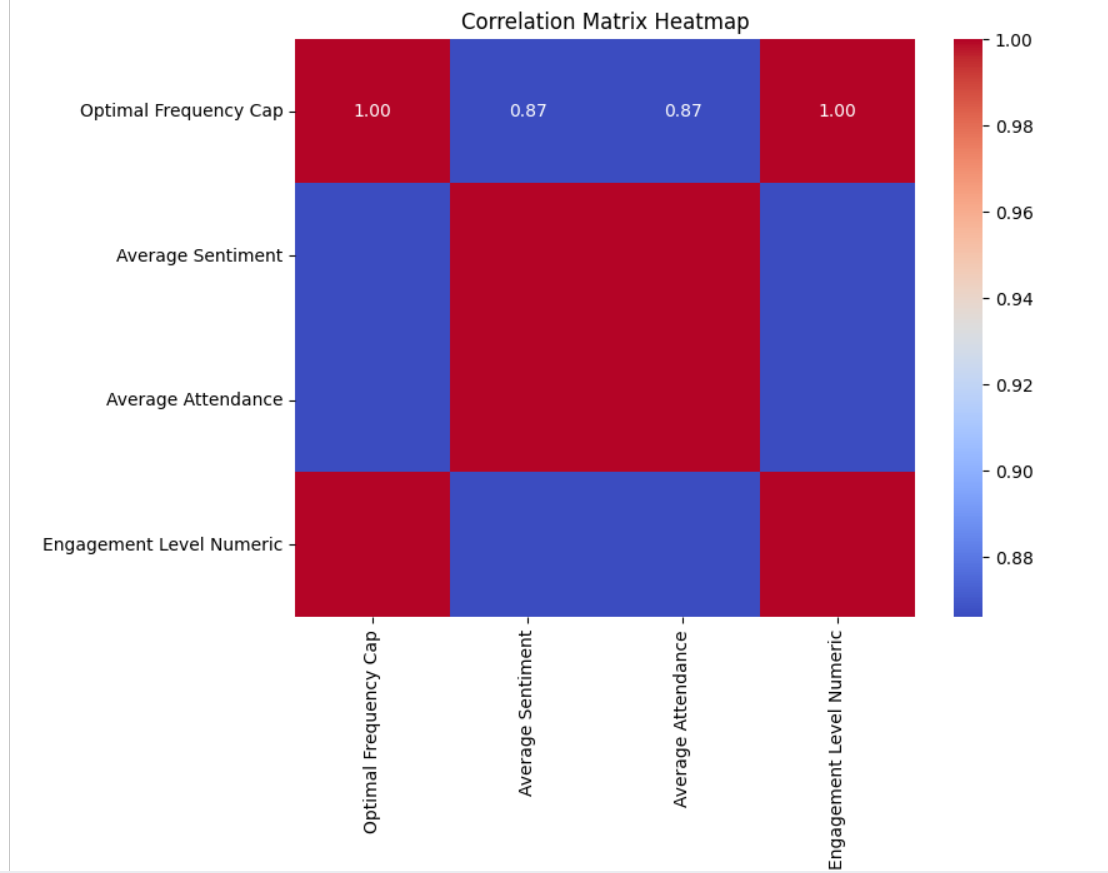 Correlation Matrix Heatmap
Optimal Frequency Cap
1.00 0.87 0.87 1.00
Average Sentiment
Average Attendance
Engagement Level Numeric
Optimal Frequency Cap
Average Sentiment
Average Attendance
Engagement Level Numeric
1.00
0.98
0.96
0.94
0.92
0.90
0.88